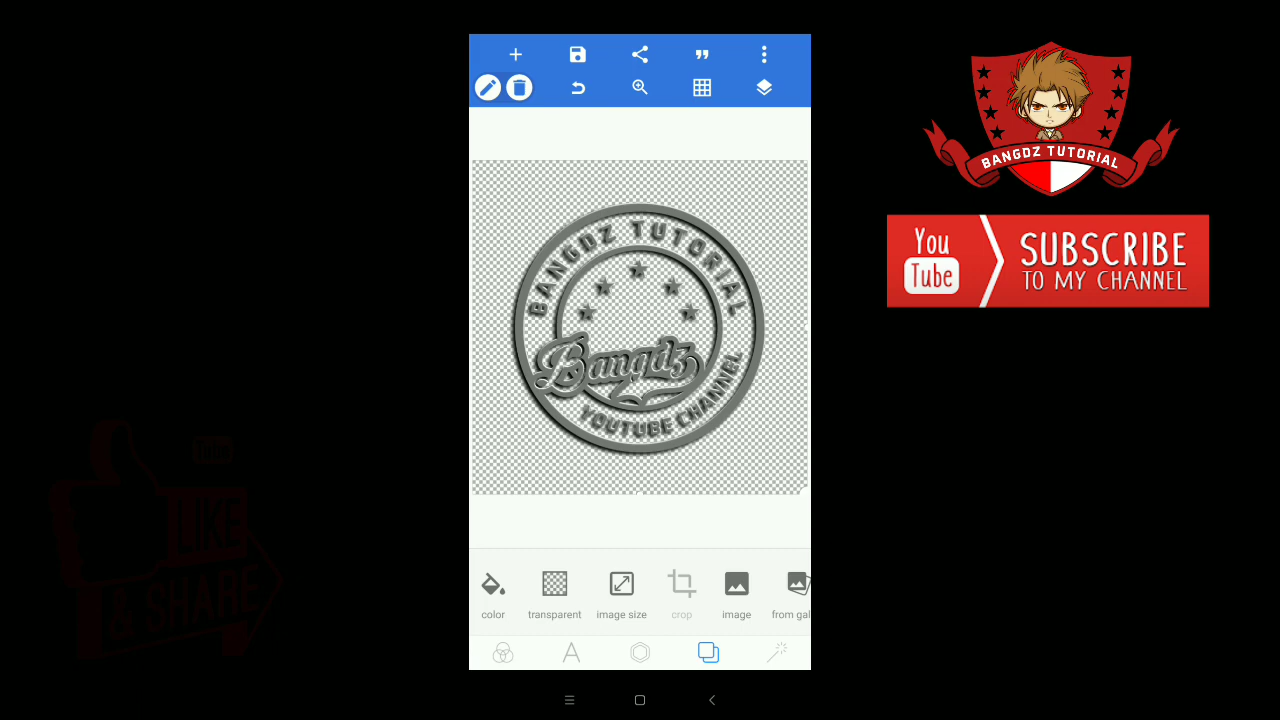 BANGDZ TUTORIAL
Bangdz
YOUTUBE CHANNEL
color
transparent
image size
crop
image
from gal
BANGDZ TUTORIAL
You
Tube
SUBSCRIBE
TO MY CHANNEL
LIKE
& SHARE